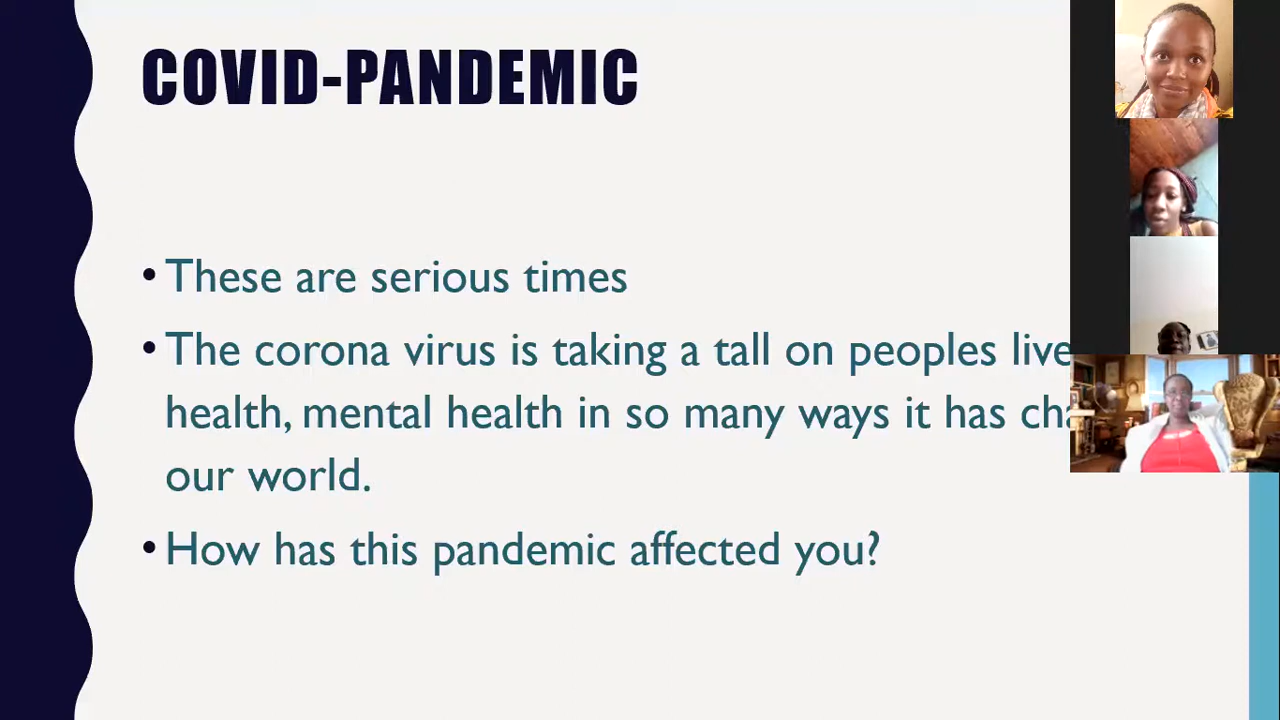 COVID-PANDEMIC
• These are serious times
• The corona virus is taking a tall on peoples live
health, mental health in so many ways it has cha
our world.
• How has this pandemic affected you?